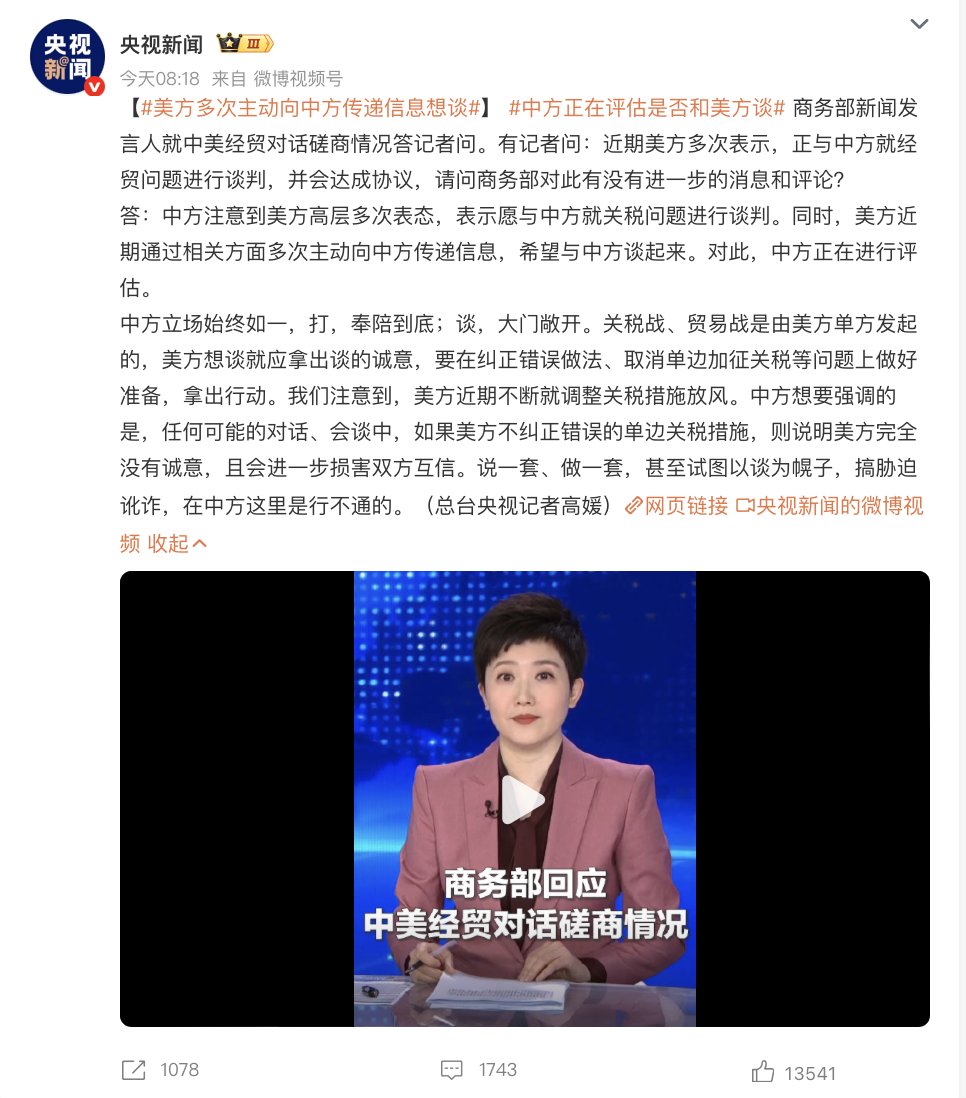 央视
新@闻
央视新闻 III
今天08:18 来自 微博视频号
【#美方多次主动向中方传递信息想谈#】 #中方正在评估是否和美方谈# 商务部新闻发
言人就中美经贸对话磋商情况答记者问。有记者问：近期美方多次表示，正与中方就经
贸问题进行谈判，并会达成协议，请问商务部对此有没有进一步的消息和评论？
答：中方注意到美方高层多次表态，表示愿与中方就关税问题进行谈判。同时，美方近
期通过相关方面多次主动向中方传递信息，希望与中方谈起来。对此，中方正在进行评
估。
中方立场始终如一，打，奉陪到底；谈，大门敞开。关税战、贸易战是由美方单方发起
的，美方想谈就应拿出谈的诚意，要在纠正错误做法、取消单边加征关税等问题上做好
准备，拿出行动。我们注意到，美方近期不断就调整关税措施放风。中方想要强调的
是，任何可能的对话、会谈中，如果美方不纠正错误的单边关税措施，则说明美方完全
没有诚意，且会进一步损害双方互信。说一套、做一套，甚至试图以谈为幌子，搞胁迫
讹诈，在中方这里是行不通的。（总台央视记者高媛）网页链接 央视新闻的微博视
频 收起
商务部回应
中美经贸对话磋商情况
1078
1743
13541